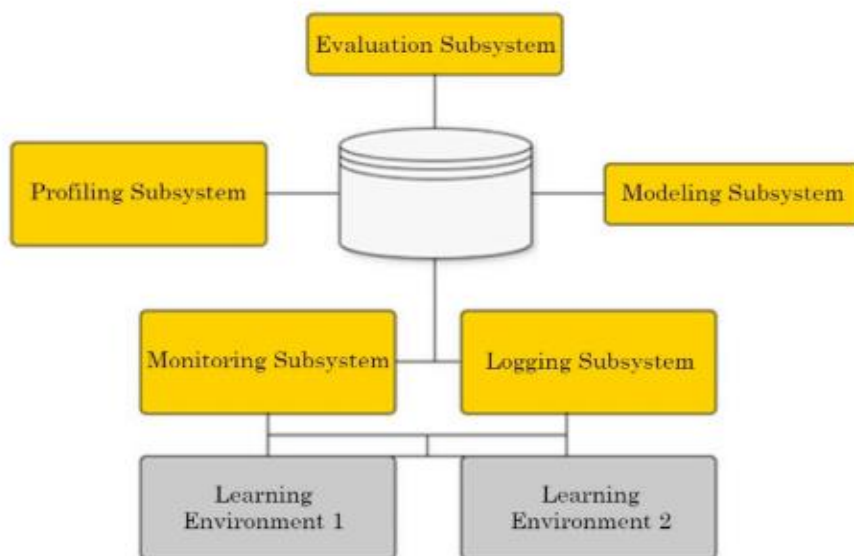 Evaluation Subsystem
Profiling Subsystem
Modeling Subsystem
Monitoring Subsystem
Logging Subsystem
Learning
Environment 1
Learning
Environment 2